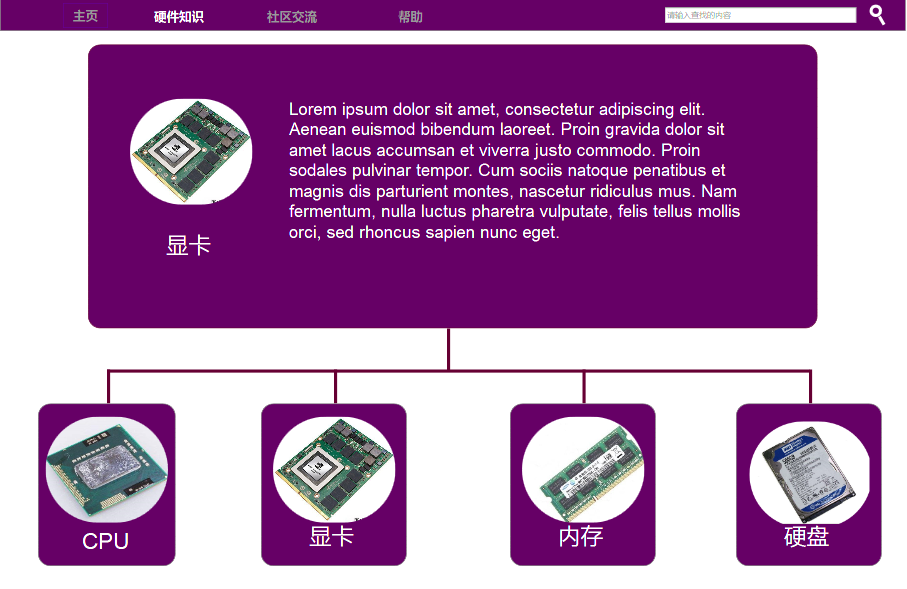 主页 硬件知识 社区交流 帮助 请输入查找的内容
Lorem ipsum dolor sit amet, consectetur adipiscing elit.
Aenean euismod bibendum laoreet. Proin gravida dolor sit
amet lacus accumsan et viverra justo commodo. Proin
sodales pulvinar tempor. Cum sociis natoque penatibus et
magnis dis parturient montes, nascetur ridiculus mus. Nam
fermentum, nulla luctus pharetra vulputate, felis tellus mollis
orci, sed rhoncus sapien nunc eget.
显卡
CPU
显卡
内存
硬盘